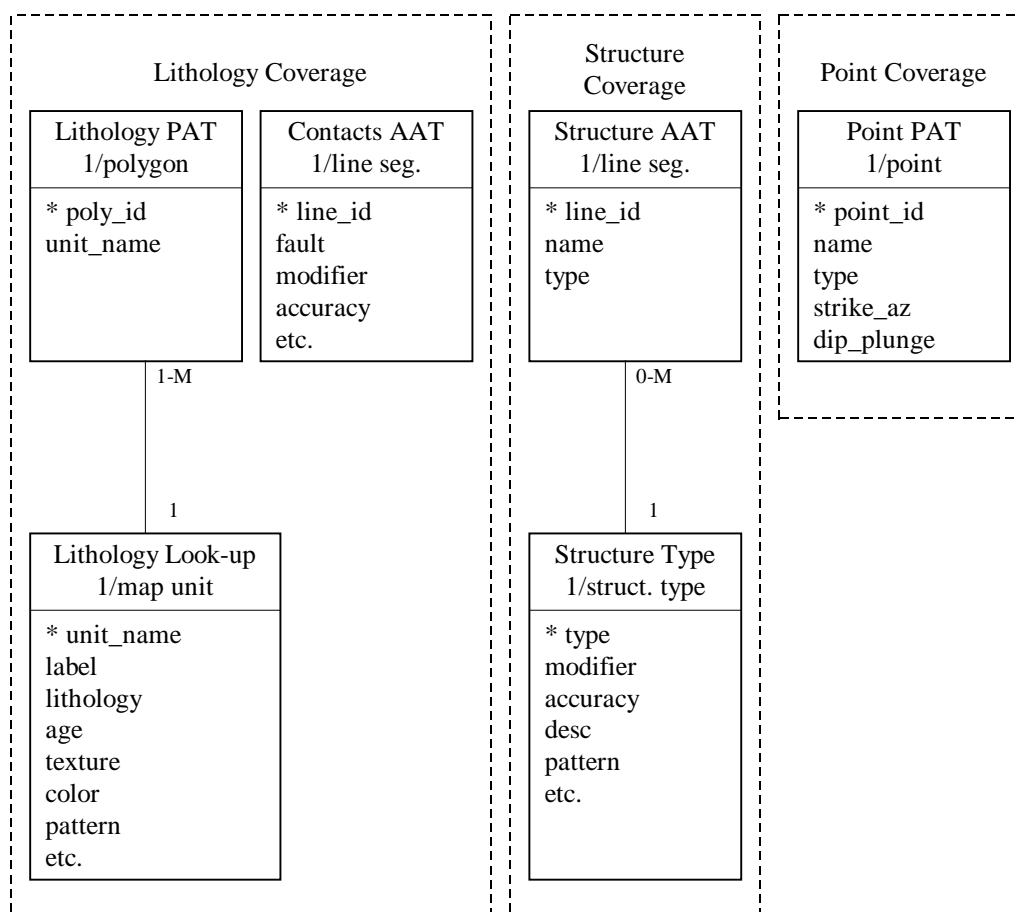 Lithology Coverage
Lithology PAT
1/polygon
* poly_id
unit_name
Contacts AAT
1/line seg.
* line_id
fault
modifier
accuracy
etc.
1-M
1
Lithology Look-up
1/map unit
* unit_name
label
lithology
age
texture
color
pattern
etc.
Structure
Coverage
Structure AAT
1/line seg.
* line_id
name
type
0-M
1
Structure Type
1/struct. type
* type
modifier
accuracy
desc
pattern
etc.
Point Coverage
Point PAT
1/point
* point_id
name
type
strike_az
dip_plunge